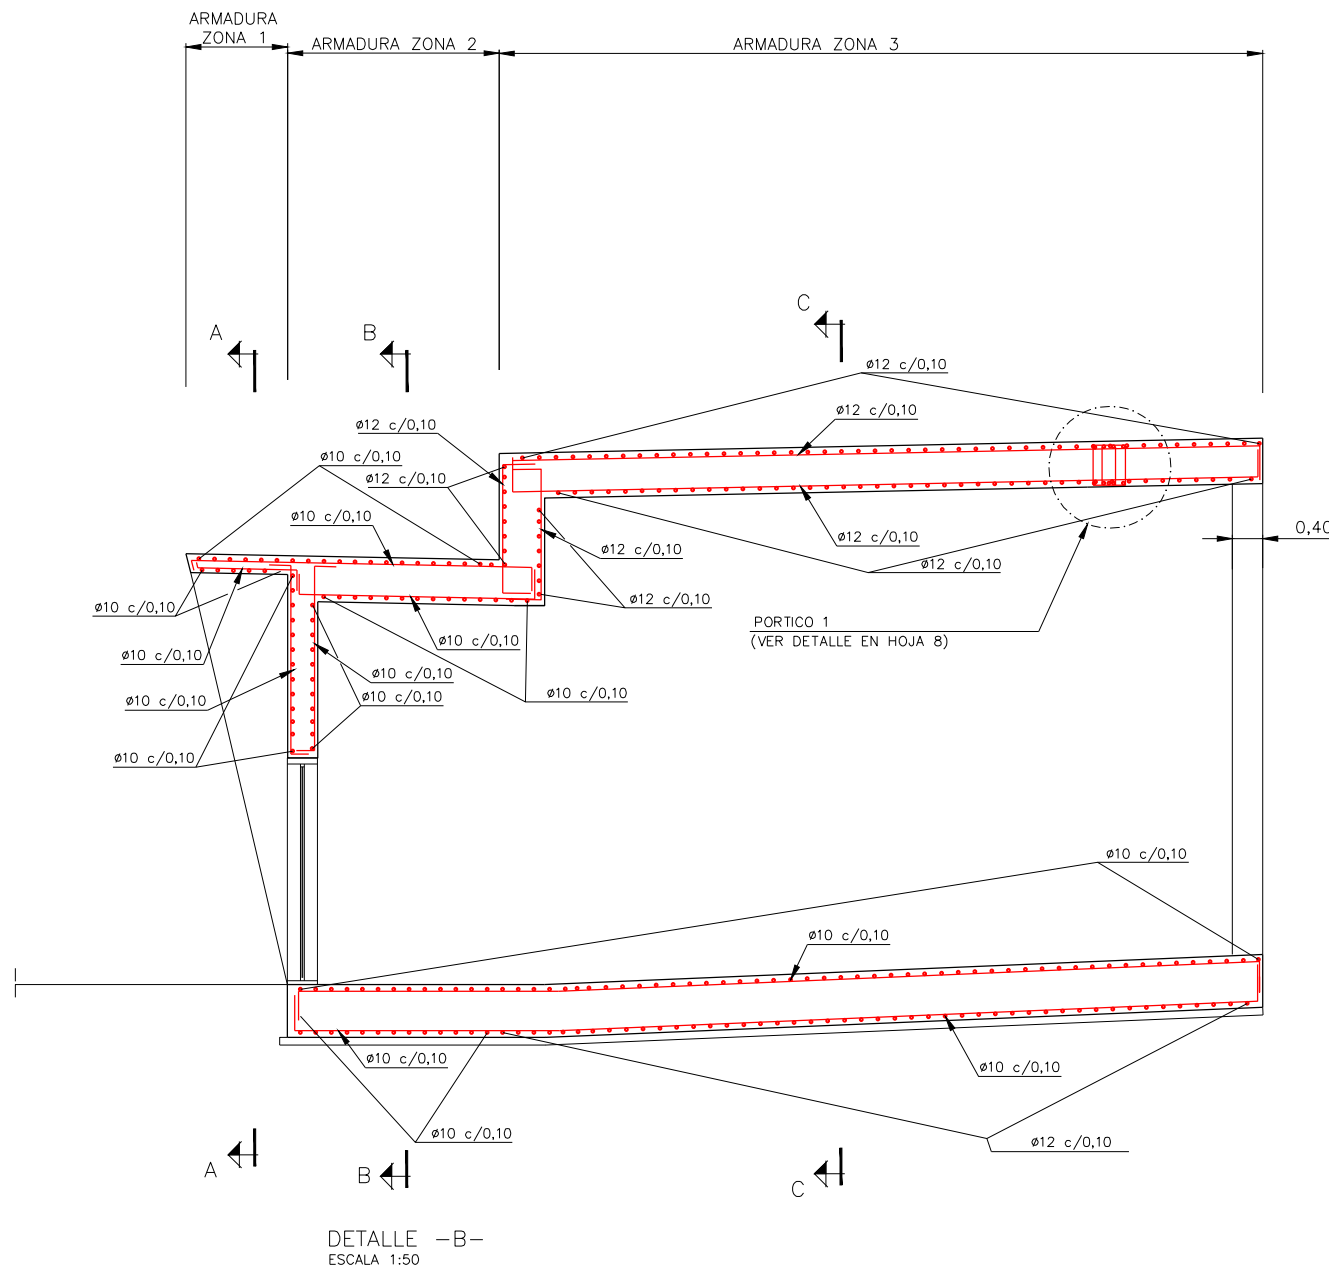 ARMADURA
ZONA 1
ARMADURA ZONA 2
ARMADURA ZONA 3
C
A
B
ø12 c/0,10
ø12 c/0,10
ø12 c/0,10
ø10 c/0,10
ø12 c/0,10
ø10 c/0,10
0,40
ø12 c/0,10
ø12 c/0,10
ø12 c/0,10
ø12 c/0,10
ø10 c/0,10
PORTICO 1
(VER DETALLE EN HOJA 8)
ø10 c/0,10
ø10 c/0,10
ø10 c/0,10
ø10 c/0,10
ø10 c/0,10
ø10 c/0,10
ø10 c/0,10
ø10 c/0,10
ø10 c/0,10
ø10 c/0,10
ø10 c/0,10
ø10 c/0,10
ø10 c/0,10
ø12 c/0,10
A
B
C
DETALLE -B-
ESCALA 1:50